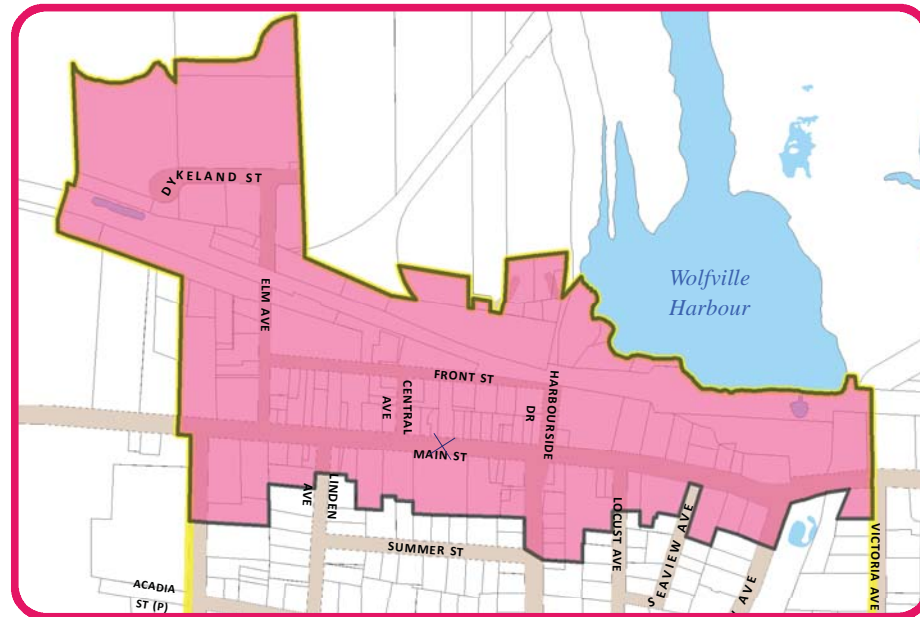 DYKELAND ST
ELM AVE
Wolfville
Harbour
FRONT ST
CENTRAL
AVE
HARBOURSIDE
DR
MAIN ST
LINDEN
AVE
SUMMER ST
LOCUST AVE
SEAVIEW AVE
AVE
VICTORIA AVE
ACADIA
ST (P)